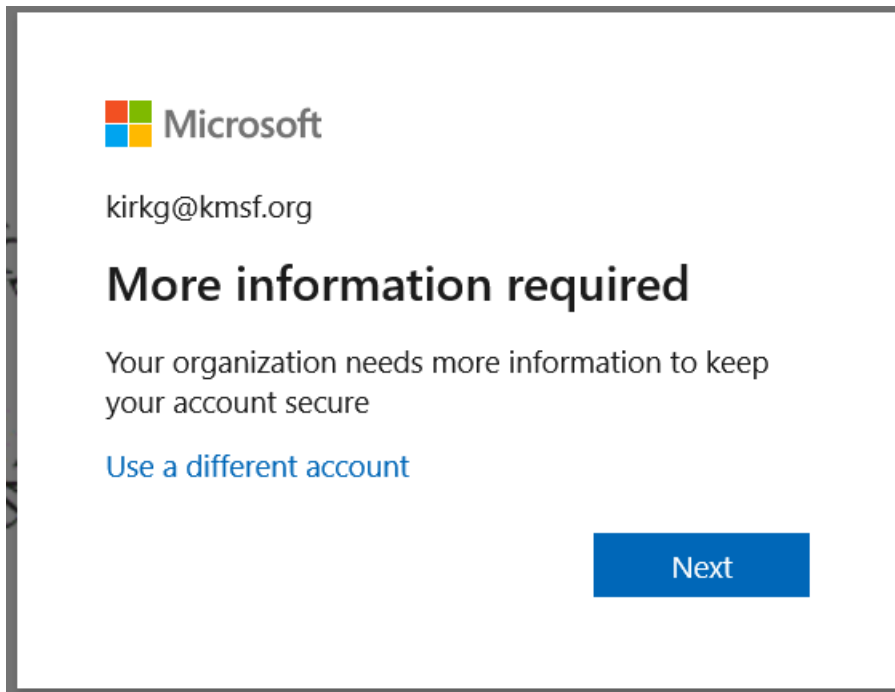 Microsoft
kirkg@kmsf.org
More information required
Your organization needs more information to keep
your account secure
Use a different account
Next